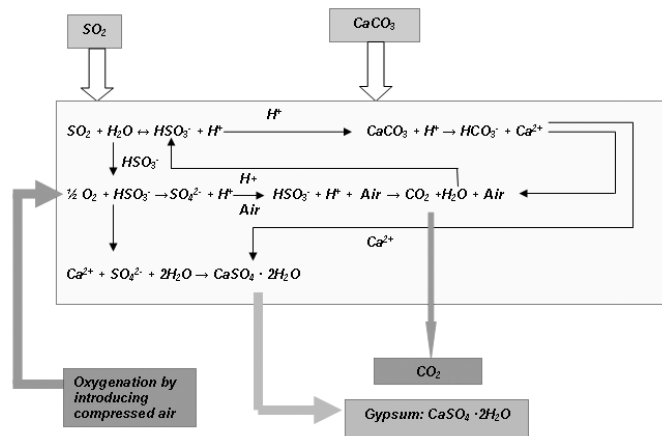 SO₂
CaCO₃
H⁺
SO₂ + H₂O ↔ HSO₃⁻ + H⁺
CaCO₃ + H⁺ → HCO₃⁻ + Ca²⁺
HSO₃⁻
H+
½ O₂ + HSO₃⁻ → SO₄²⁻ + H⁺
HSO₃⁻ + H⁺ + Air → CO₂ +H₂O + Air
Air
Ca²⁺
Ca²⁺ + SO₄²⁻ + 2H₂O → CaSO₄ · 2H₂O
CO₂
Oxygenation by
introducing
compressed air
Gypsum: CaSO₄ ·2H₂O